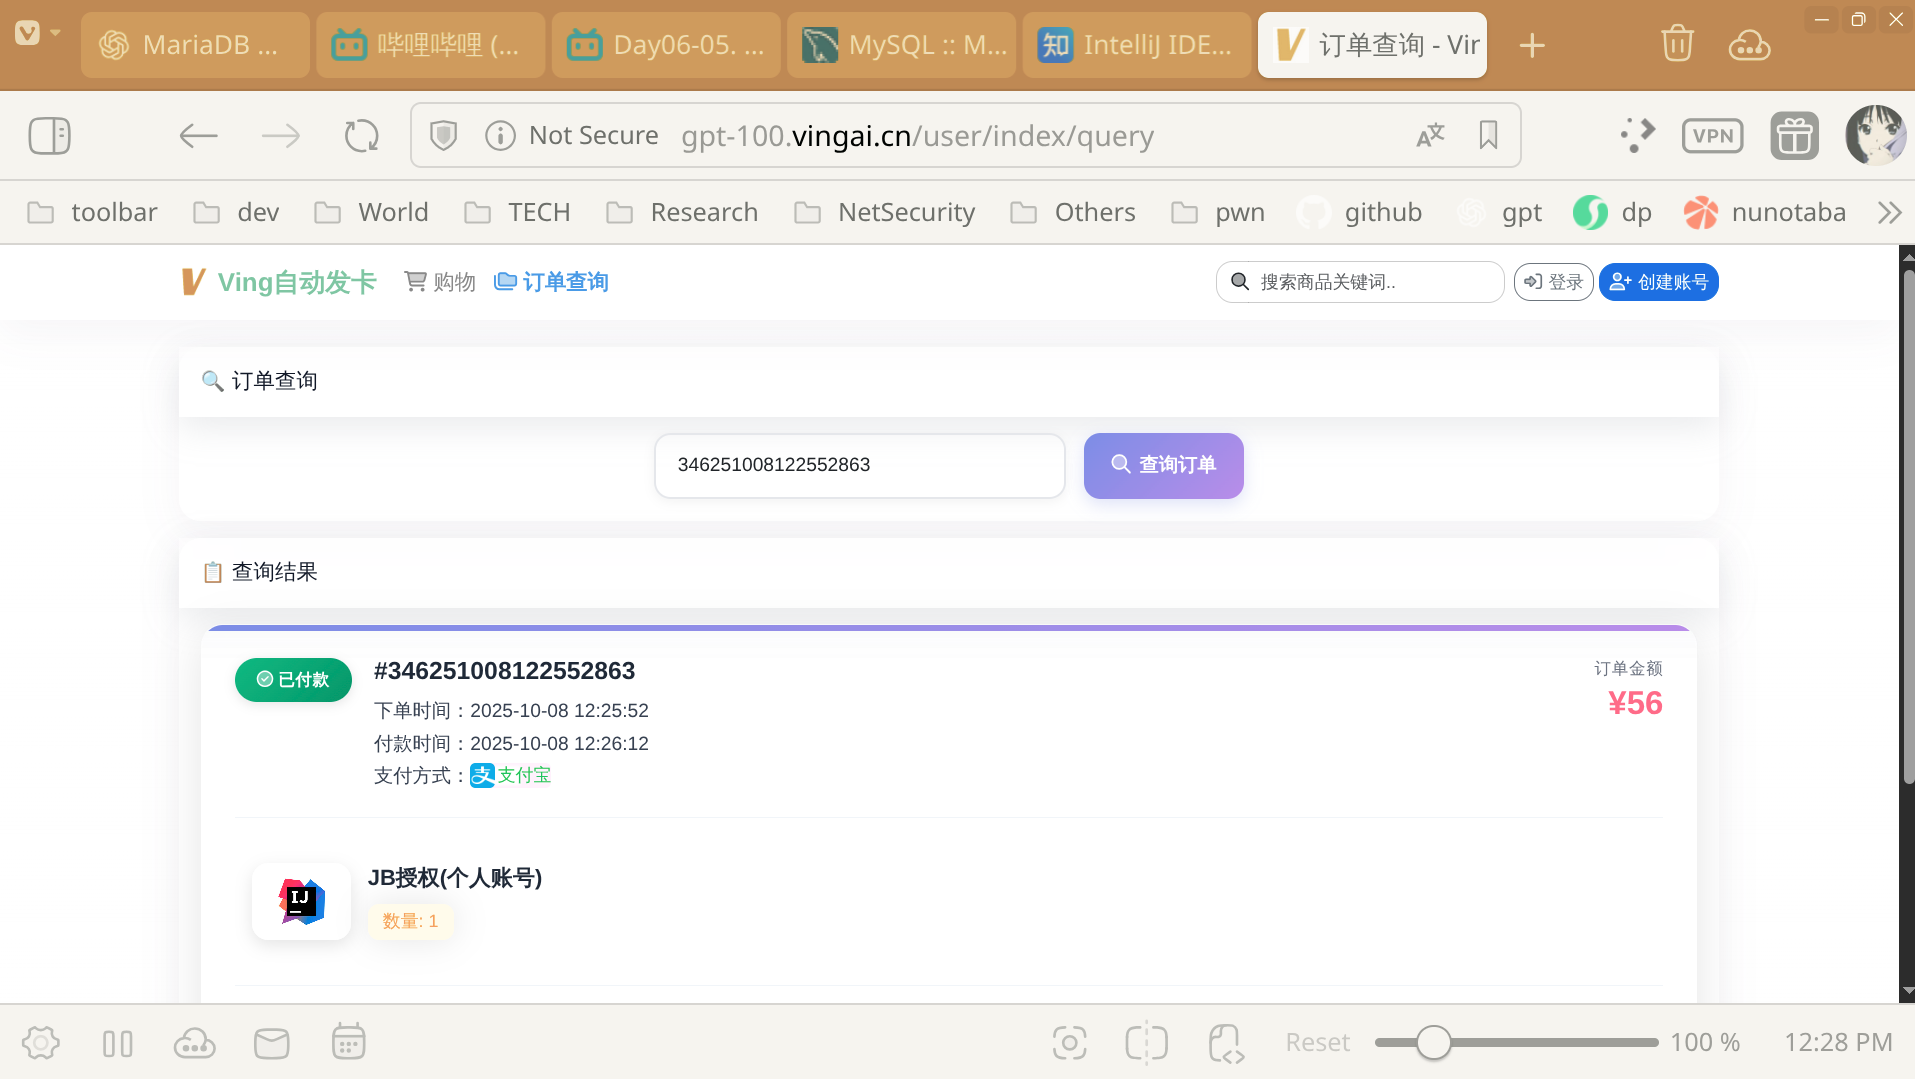 MariaDB ...
哔哩哔哩 (...
Day06-05. ...
MySQL :: M...
知 IntelliJ IDE...
订单查询 - Vir
Not Secure gpt-100.vingai.cn/user/index/query
VPN
toolbar dev World TECH Research NetSecurity Others pwn github gpt dp nunotaba
Ving自动发卡 购物 订单查询 搜索商品关键词.. 登录 创建账号
订单查询
346251008122552863 查询订单
查询结果
已付款 #346251008122552863 订单金额
¥56
下单时间：2025-10-08 12:25:52
付款时间：2025-10-08 12:26:12
支付方式：支 支付宝
IJ JB授权(个人账号)
数量: 1
Reset 100 % 12:28 PM